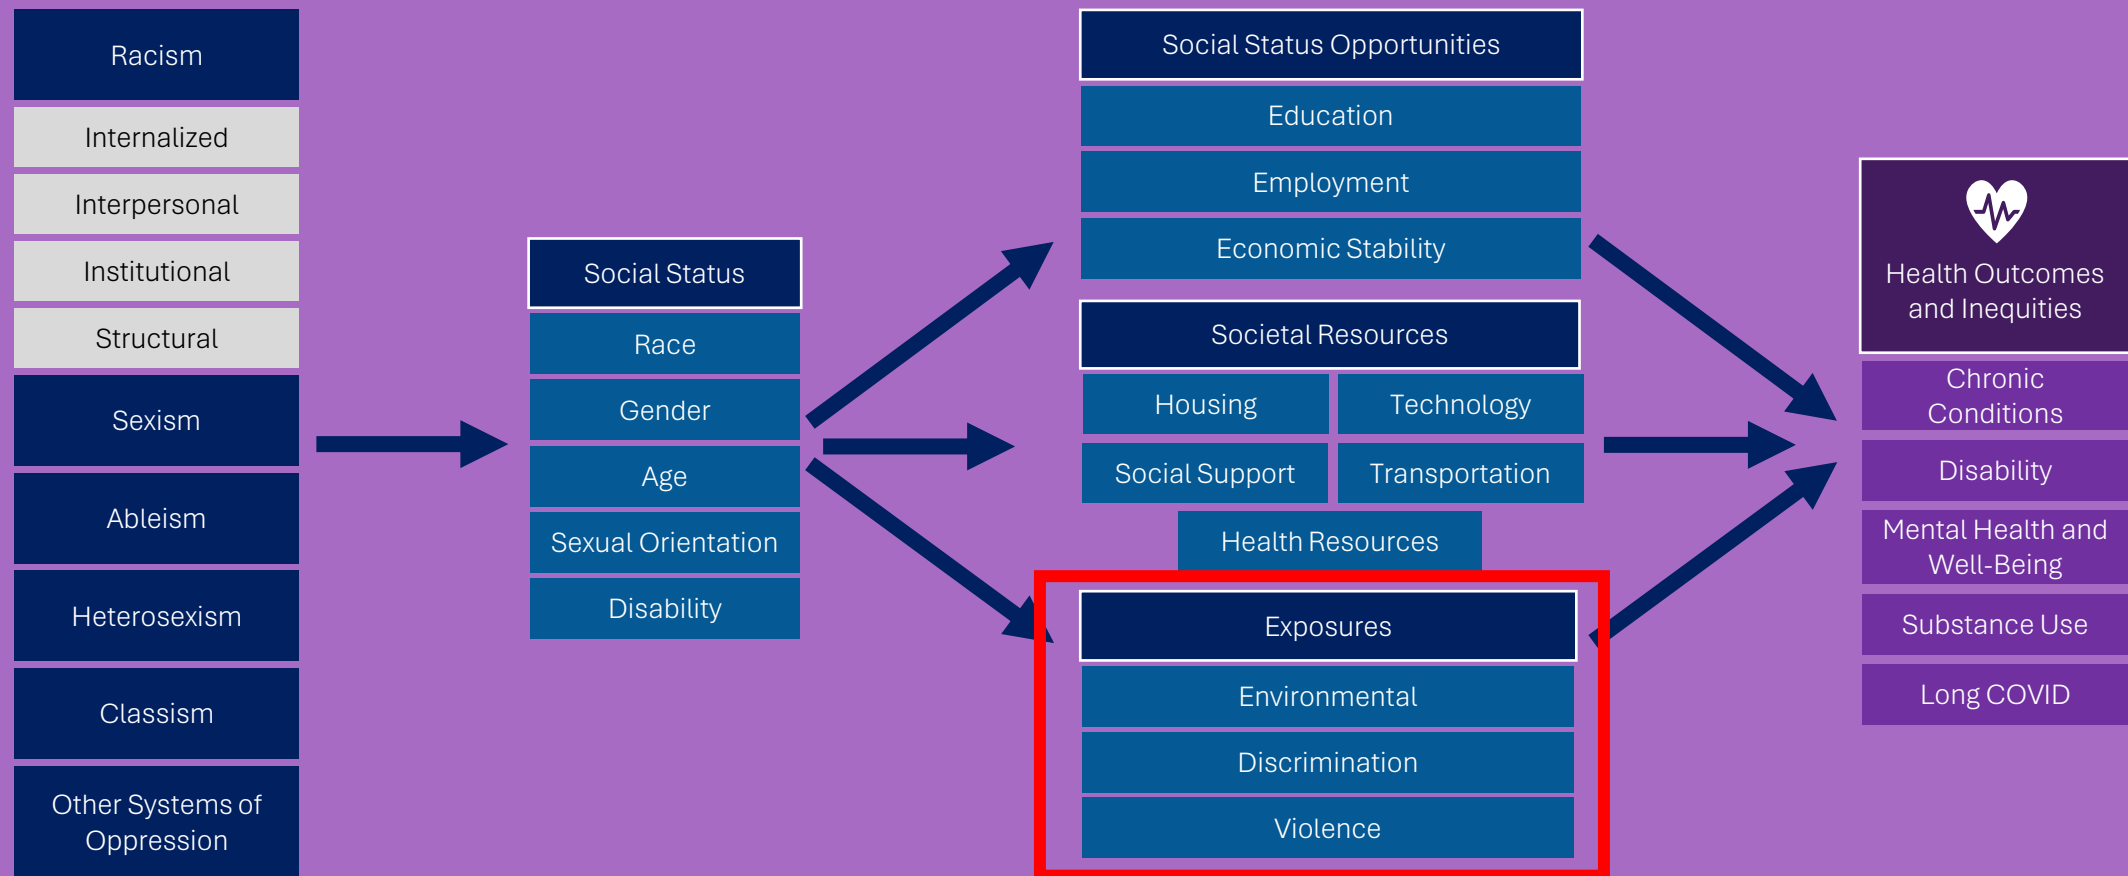 Racism
Internalized
Interpersonal
Institutional
Structural
Sexism
Ableism
Heterosexism
Classism
Other Systems of
Oppression
Social Status
Race
Gender
Age
Sexual Orientation
Disability
Social Status Opportunities
Education
Employment
Economic Stability
Societal Resources
Housing
Technology
Social Support
Transportation
Health Resources
Exposures
Environmental
Discrimination
Violence
Health Outcomes
and Inequities
Chronic
Conditions
Disability
Mental Health and
Well-Being
Substance Use
Long COVID